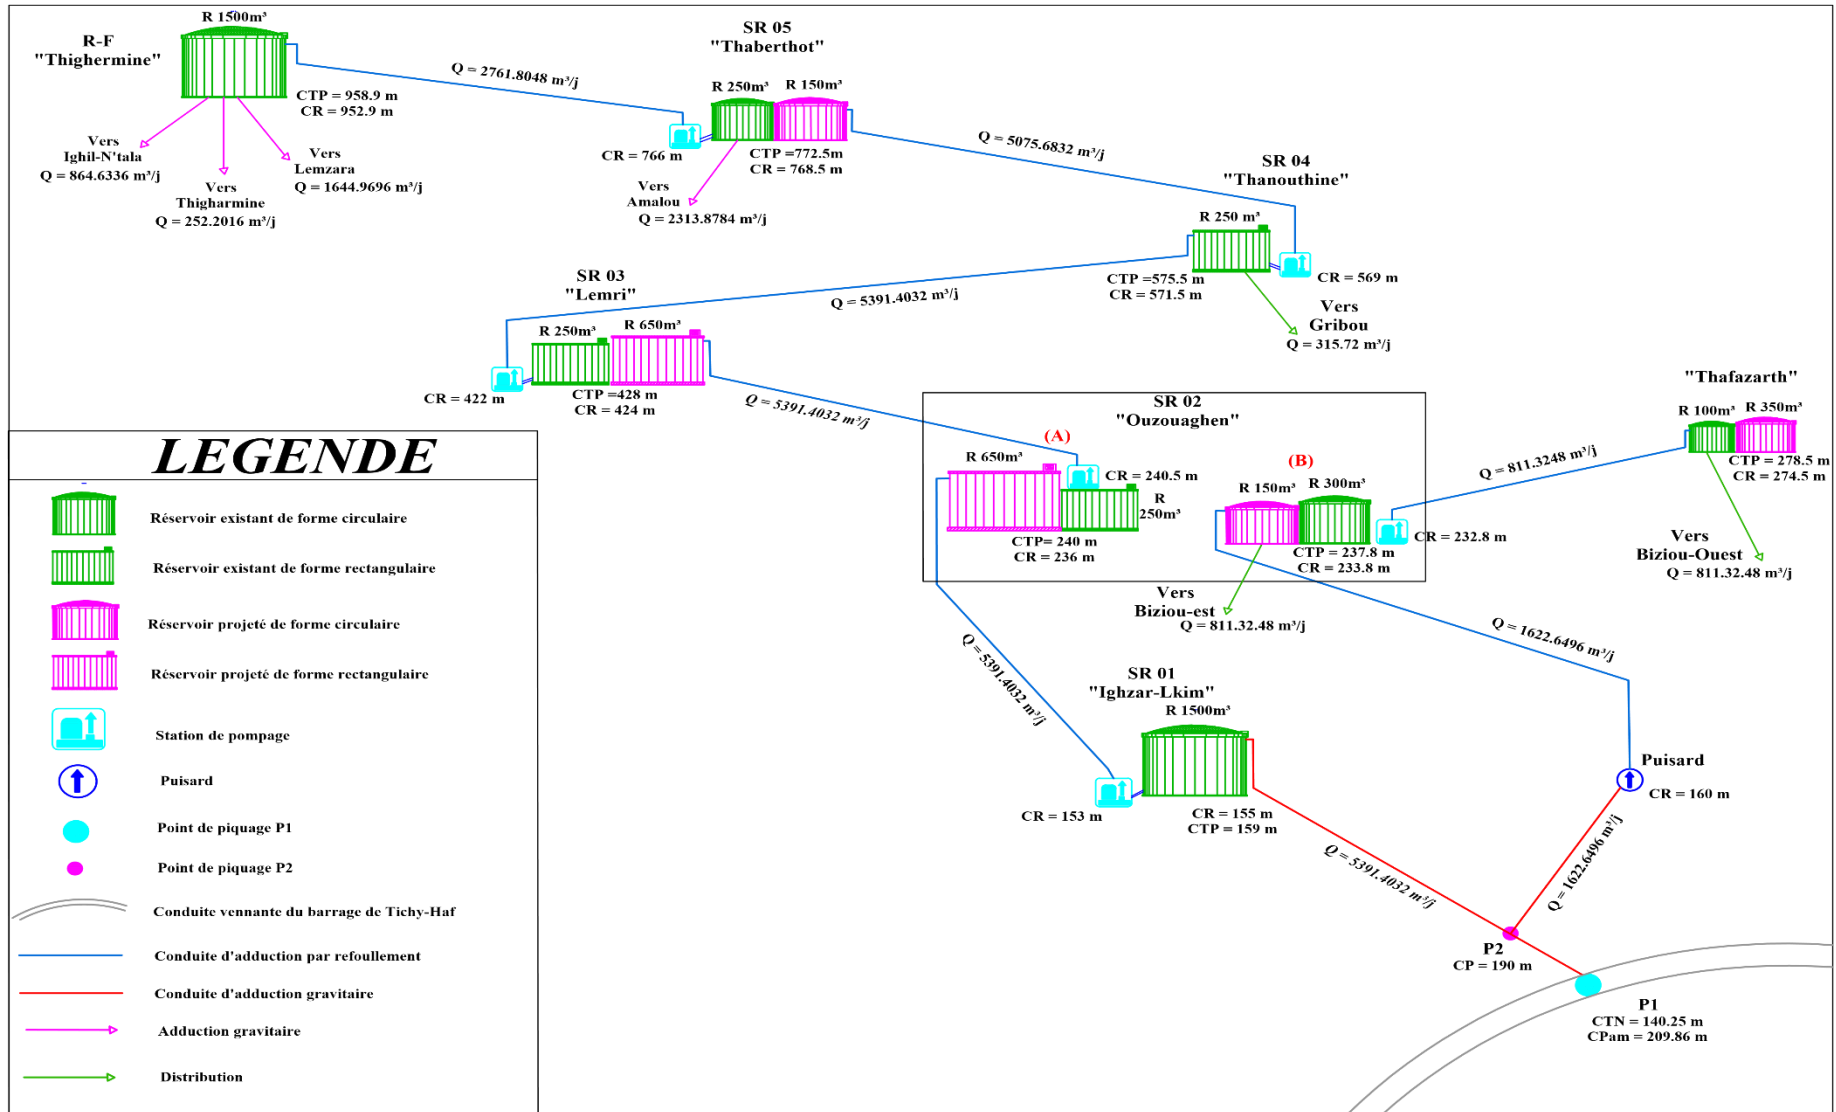 R 1500m³
R-F
"Thighermine"
CTP = 958.9 m
CR = 952.9 m
Vers
Ighil-N'tala
Q = 864.6336 m³/j
Vers
Thigharmine
Q = 252.2016 m³/j
Vers
Lemzara
Q = 1644.9696 m³/j
Q = 2761.8048 m³/j
SR 05
"Thaberthot"
R 250m³
R 150m³
CR = 766 m
CTP =772.5m
CR = 768.5 m
Vers
Amalou
Q = 2313.8784 m³/j
Q = 5075.6832 m³/j
SR 04
"Thanouthine"
R 250 m³
CTP =575.5 m
CR = 571.5 m
CR = 569 m
Vers
Gribou
Q = 315.72 m³/j
Q = 5391.4032 m³/j
SR 03
"Lemri"
R 250m³
R 650m³
CR = 422 m
CTP =428 m
CR = 424 m
Q = 5391.4032 m³/j
SR 02
"Ouzouaghen"
(A)
R 650m³
CR = 240.5 m
R
250m³
CTP= 240 m
CR = 236 m
(B)
R 150m³
R 300m³
CR = 232.8 m
CTP = 237.8 m
CR = 233.8 m
Vers
Biziou-est
Q = 811.32.48 m³/j
Q = 811.3248 m³/j
"Thafazarth"
R 100m³
R 350m³
CTP = 278.5 m
CR = 274.5 m
Vers
Biziou-Ouest
Q = 811.32.48 m³/j
Q = 5391.4032 m³/j
Q = 1622.6496 m³/j
SR 01
"Ighzar-Lkim"
R 1500m³
CR = 153 m
CR = 155 m
CTP = 159 m
Puisard
CR = 160 m
Q = 5391.4032 m³/j
Q = 1622.6496 m³/j
P2
CP = 190 m
P1
CTN = 140.25 m
CPam = 209.86 m
LEGENDE
Réservoir existant de forme circulaire
Réservoir existant de forme rectangulaire
Réservoir projeté de forme circulaire
Réservoir projeté de forme rectangulaire
Station de pompage
Puisard
Point de piquage P1
Point de piquage P2
Conduite vennante du barrage de Tichy-Haf
Conduite d'adduction par refoullement
Conduite d'adduction gravitaire
Adduction gravitaire
Distribution